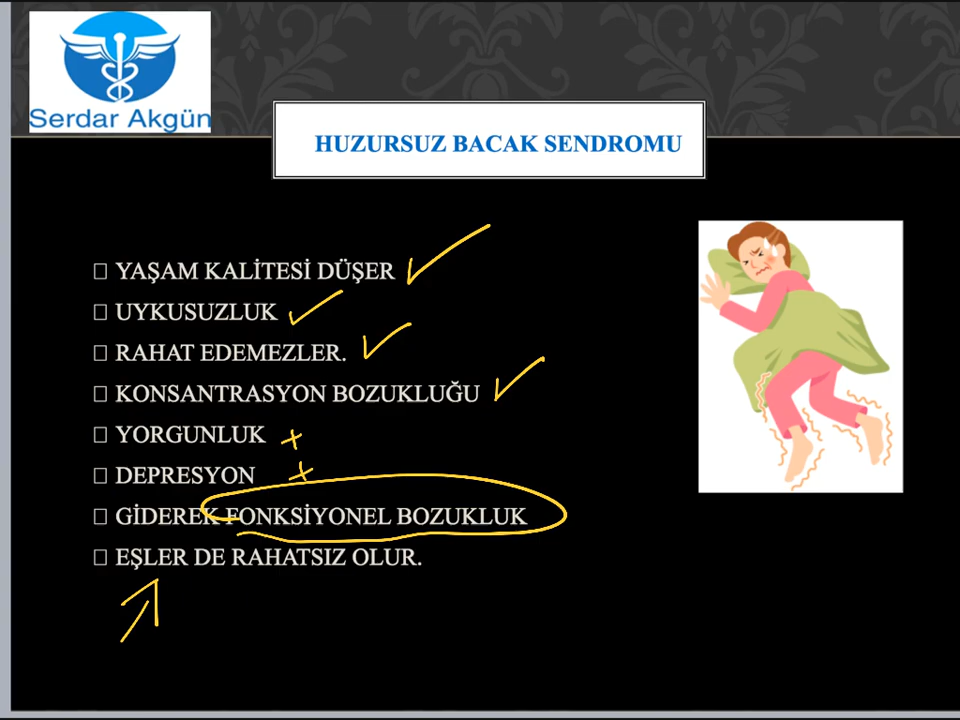 Serdar Akgün
HUZURSUZ BACAK SENDROMU
YAŞAM KALİTESİ DÜŞER
UYKUSUZLUK
RAHAT EDEMEZLER.
KONSANTRASYON BOZUKLUĞU
YORGUNLUK
DEPRESYON
GİDEREK FONKSİYONEL BOZUKLUK
EŞLER DE RAHATSIZ OLUR.